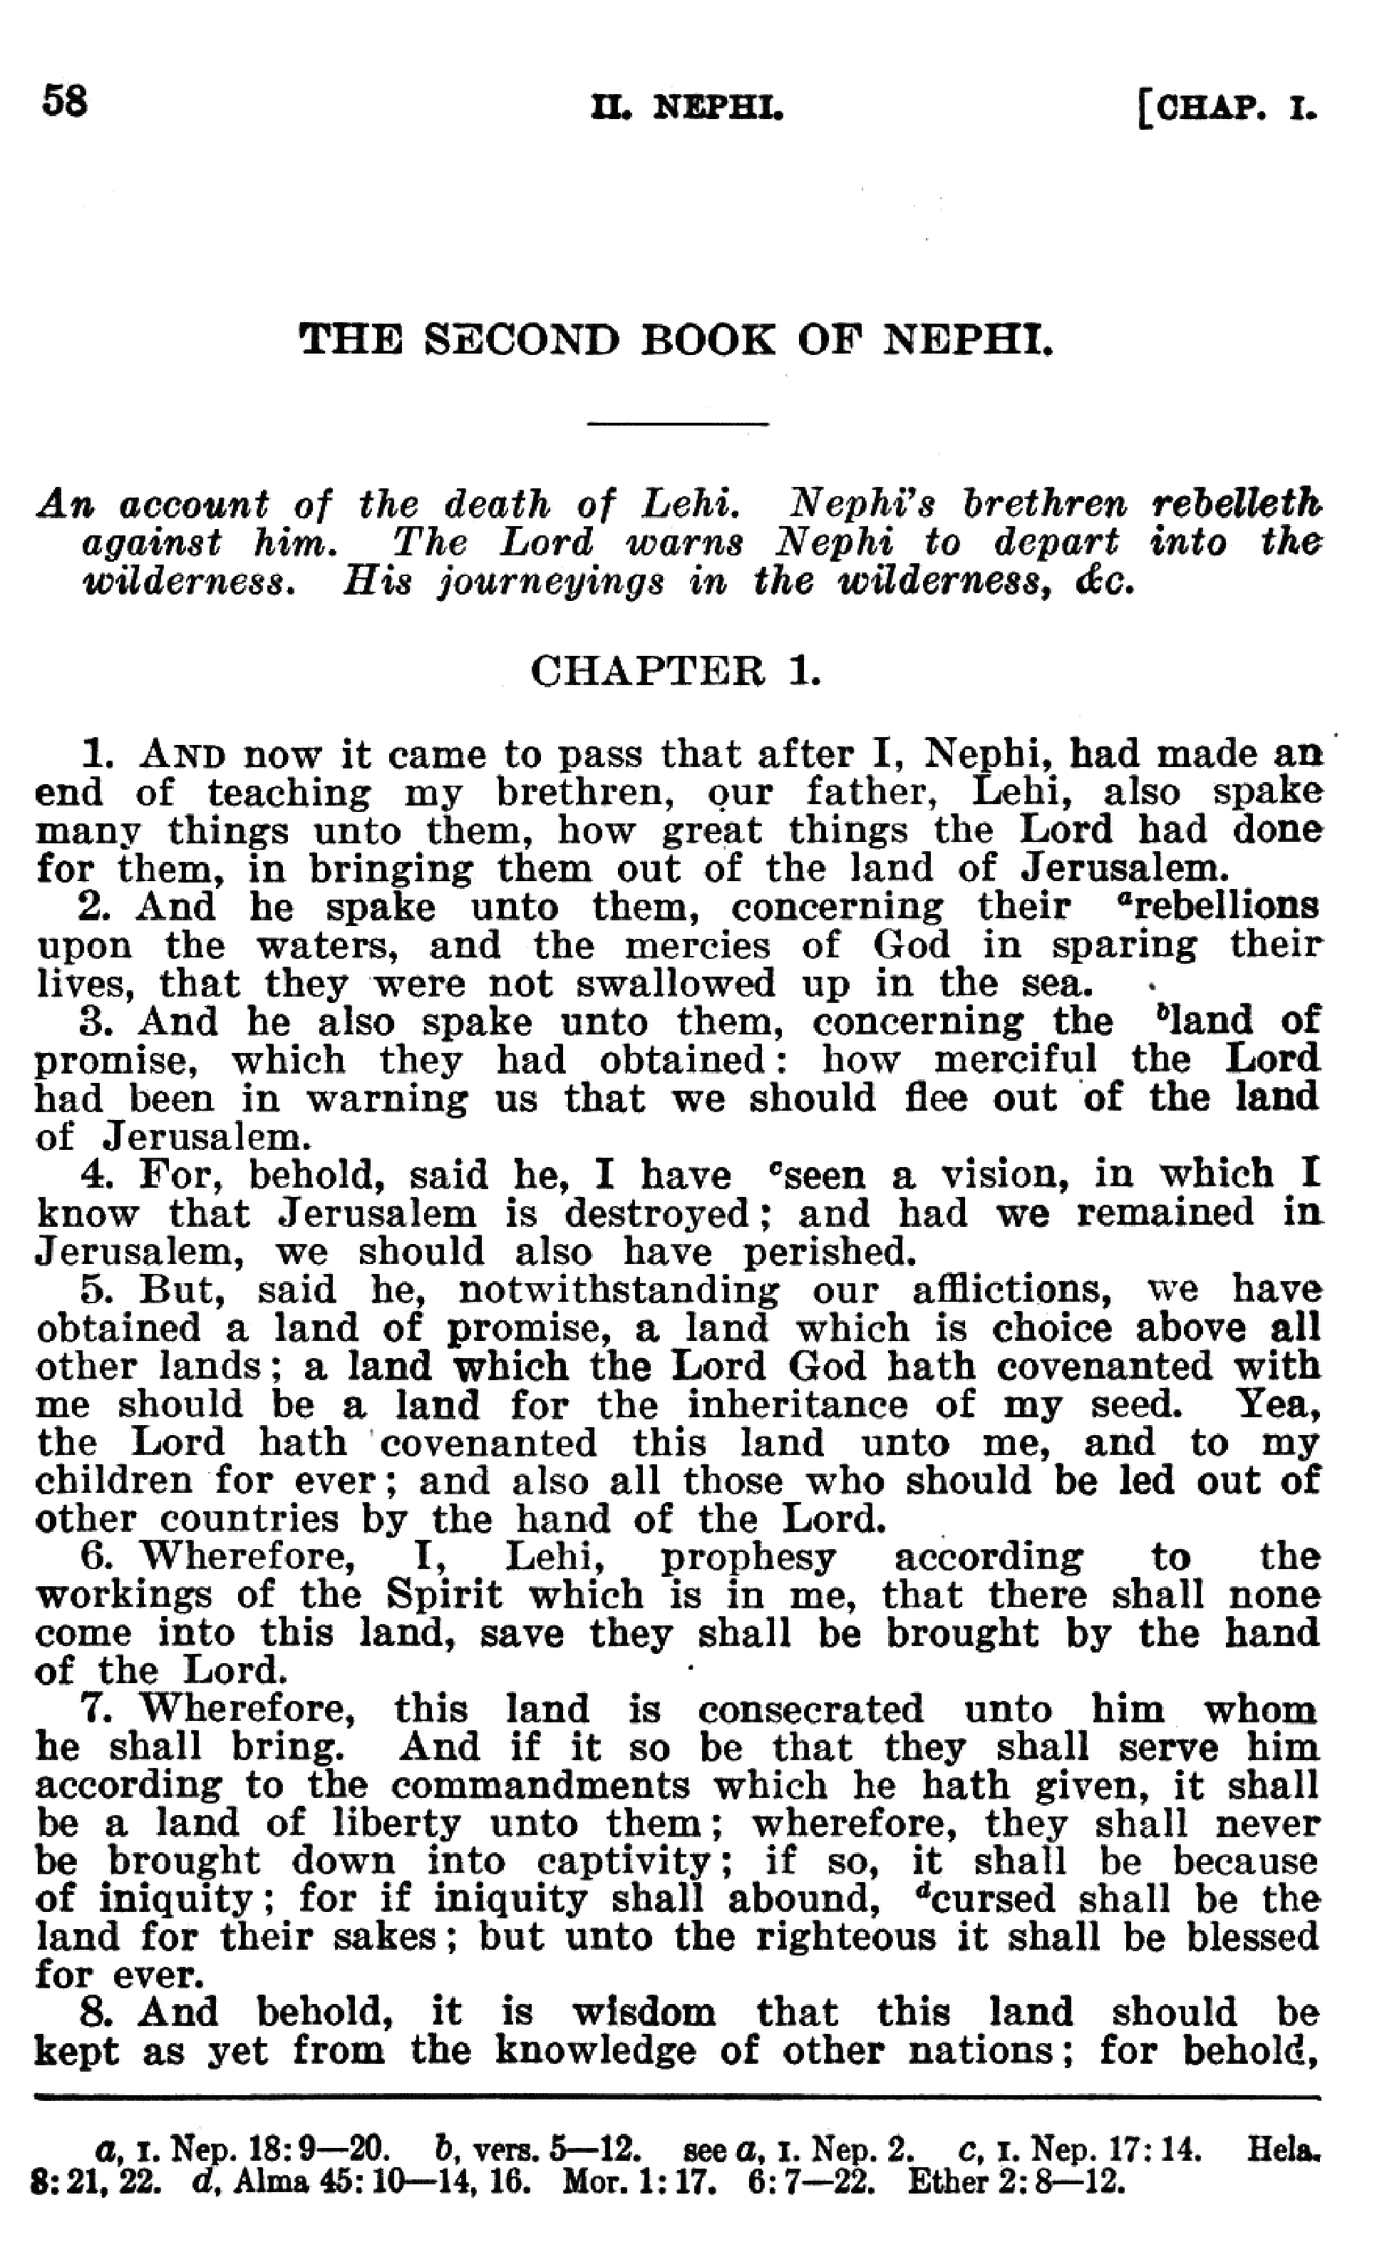 58 II. NEPHI. [CHAP. I.
THE SECOND BOOK OF NEPHI.
An account of the death of Lehi. Nephi's brethren rebelleth
against him. The Lord warns Nephi to depart into the
wilderness. His journeyings in the wilderness, &c.
CHAPTER 1.
1. AND now it came to pass that after I, Nephi, had made an
end of teaching my brethren, our father, Lehi, also spake
many things unto them, how great things the Lord had done
for them, in bringing them out of the land of Jerusalem.
2. And he spake unto them, concerning their ᵃrebellions
upon the waters, and the mercies of God in sparing their
lives, that they were not swallowed up in the sea.
3. And he also spake unto them, concerning the ᵇland of
promise, which they had obtained: how merciful the Lord
had been in warning us that we should flee out of the land
of Jerusalem.
4. For, behold, said he, I have ᶜseen a vision, in which I
know that Jerusalem is destroyed; and had we remained in
Jerusalem, we should also have perished.
5. But, said he, notwithstanding our afflictions, we have
obtained a land of promise, a land which is choice above all
other lands; a land which the Lord God hath covenanted with
me should be a land for the inheritance of my seed. Yea,
the Lord hath covenanted this land unto me, and to my
children for ever; and also all those who should be led out of
other countries by the hand of the Lord.
6. Wherefore, I, Lehi, prophesy according to the
workings of the Spirit which is in me, that there shall none
come into this land, save they shall be brought by the hand
of the Lord.
7. Wherefore, this land is consecrated unto him whom
he shall bring. And if it so be that they shall serve him
according to the commandments which he hath given, it shall
be a land of liberty unto them; wherefore, they shall never
be brought down into captivity; if so, it shall be because
of iniquity; for if iniquity shall abound, ᵈcursed shall be the
land for their sakes; but unto the righteous it shall be blessed
for ever.
8. And behold, it is wisdom that this land should be
kept as yet from the knowledge of other nations; for behold,
a, I. Nep. 18: 9—20. b, vers. 5—12. see a, I. Nep. 2. c, I. Nep. 17: 14. Hela.
8: 21, 22. d, Alma 45: 10—14, 16. Mor. 1: 17. 6: 7—22. Ether 2: 8—12.